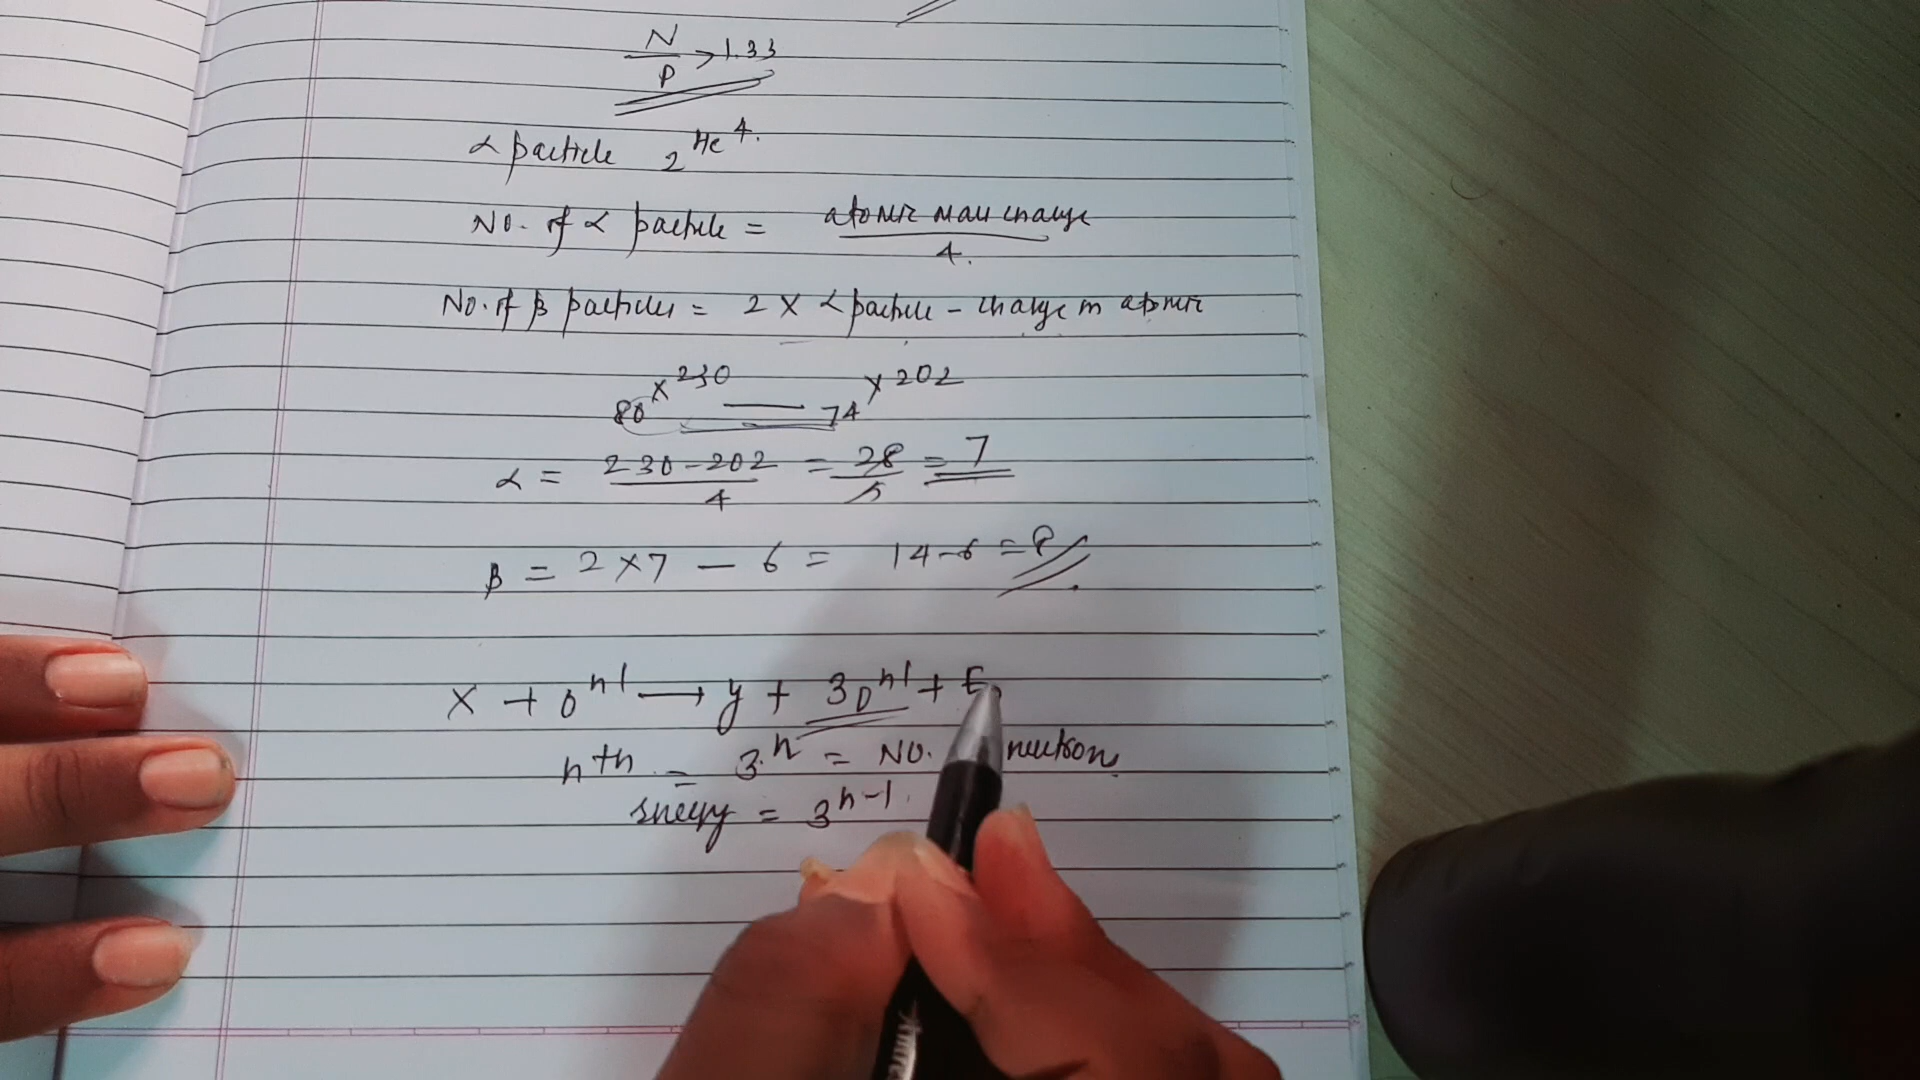 N/P > 1.33
α particle ₂He⁴.
No. of α particle = atomic mass change / 4.
No. of β particles = 2 × α particle - change in atomic
₈₀X²³⁰ — ₇₄Y²⁰²
α = 230-202 / 4 = 28 / = 7
β = 2×7 - 6 = 14-6 = 8
X + ₀n¹ → y + 3₀n¹ + E
nth = 3ⁿ = No. neutron
energy = 3ⁿ⁻¹